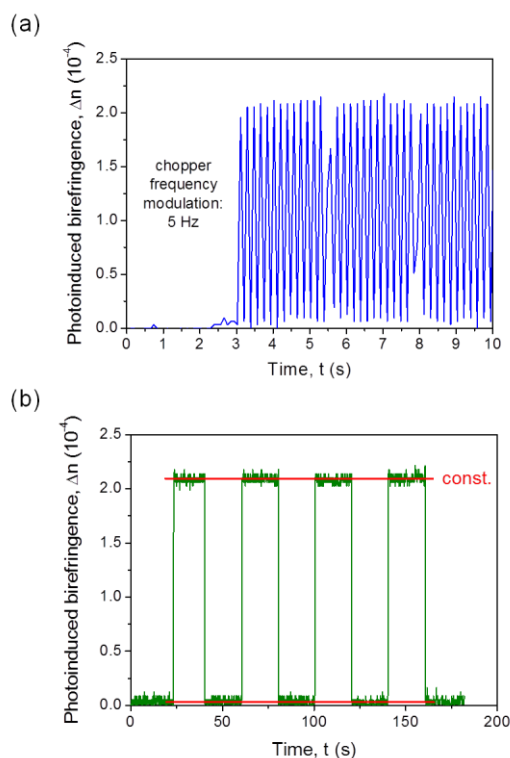 (a)
Photoinduced birefringence, Δn (10⁻⁴)
2.5
2.0
1.5
1.0
0.5
0.0
chopper
frequency
modulation:
5 Hz
0 1 2 3 4 5 6 7 8 9 10
Time, t (s)
(b)
Photoinduced birefringence, Δn (10⁻⁴)
2.5
2.0
1.5
1.0
0.5
0.0
const.
0 50 100 150 200
Time, t (s)